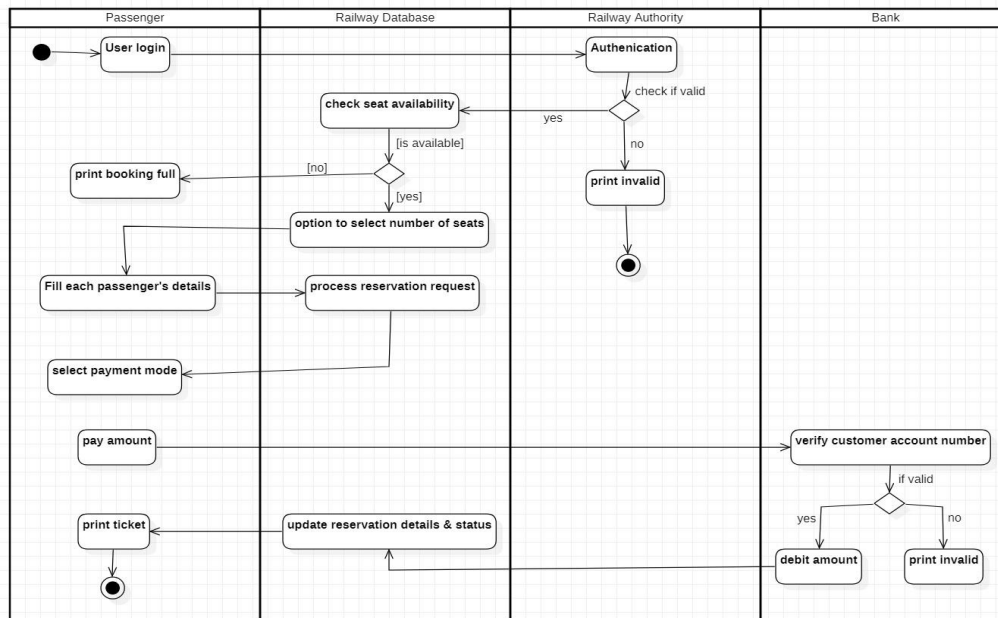 Passenger
Railway Database
Railway Authority
Bank
User login
Authenication
check if valid
check seat availability
yes
[is available]
no
[no]
print booking full
print invalid
[yes]
option to select number of seats
Fill each passenger's details
process reservation request
select payment mode
pay amount
verify customer account number
if valid
print ticket
update reservation details & status
yes
no
debit amount
print invalid